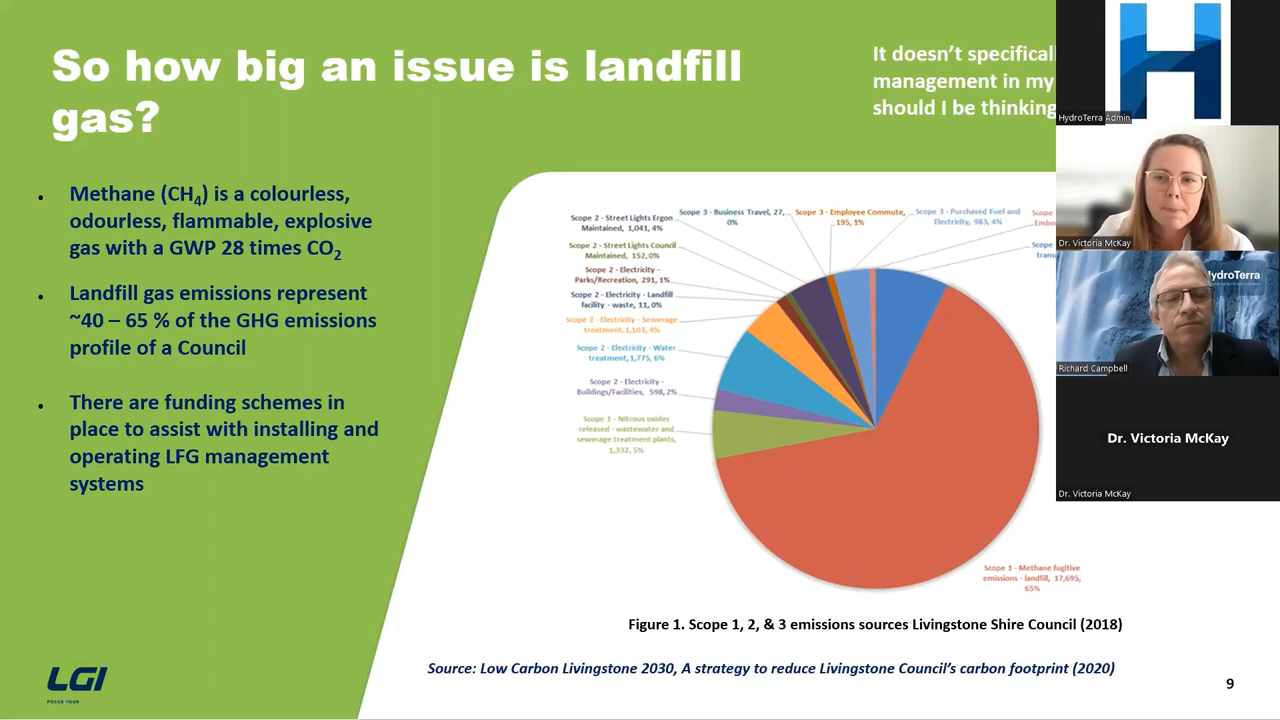 So how big an issue is landfill
gas?
It doesn't specifical
management in my
should I be thinking
Methane (CH4) is a colourless,
odourless, flammable, explosive
gas with a GWP 28 times CO2
Landfill gas emissions represent
~40 – 65 % of the GHG emissions
profile of a Council
There are funding schemes in
place to assist with installing and
operating LFG management
systems
Scope 2 - Street Lights Ergon
Maintained, 1,041, 4%
Scope 3 - Business Travel, 27,
0%
Scope 3 - Employee Commute,
195, 1%
Scope 3 - Purchased Fuel and
Electricity, 983, 4%
Scope
Scope
Scope 2 - Street Lights Council
Maintained, 152, 0%
Scope 2 - Electricity -
Parks/Recreation, 291, 1%
Scope 2 - Electricity - Landfill
facility - waste, 11, 0%
Scope 2 - Electricity - Sewerage
treatment, 1,103, 4%
Scope 2 - Electricity - Water
treatment, 1,775, 6%
Scope 2 - Electricity -
Buildings/Facilities, 598, 2%
Scope 1 - Nitrous oxides
released - wastewater and
sewerage treatment plants,
1,332, 5%
Scope 1 - Methane fugitive
emissions - landfill, 17,695,
65%
Figure 1. Scope 1, 2, & 3 emissions sources Livingstone Shire Council (2018)
Source: Low Carbon Livingstone 2030, A strategy to reduce Livingstone Council's carbon footprint (2020)
LGI
FOCUS YOUR
9
H
HydroTerra Admin
Dr. Victoria McKay
HydroTerra
Richard Campbell
Dr. Victoria McKay
Dr. Victoria McKay